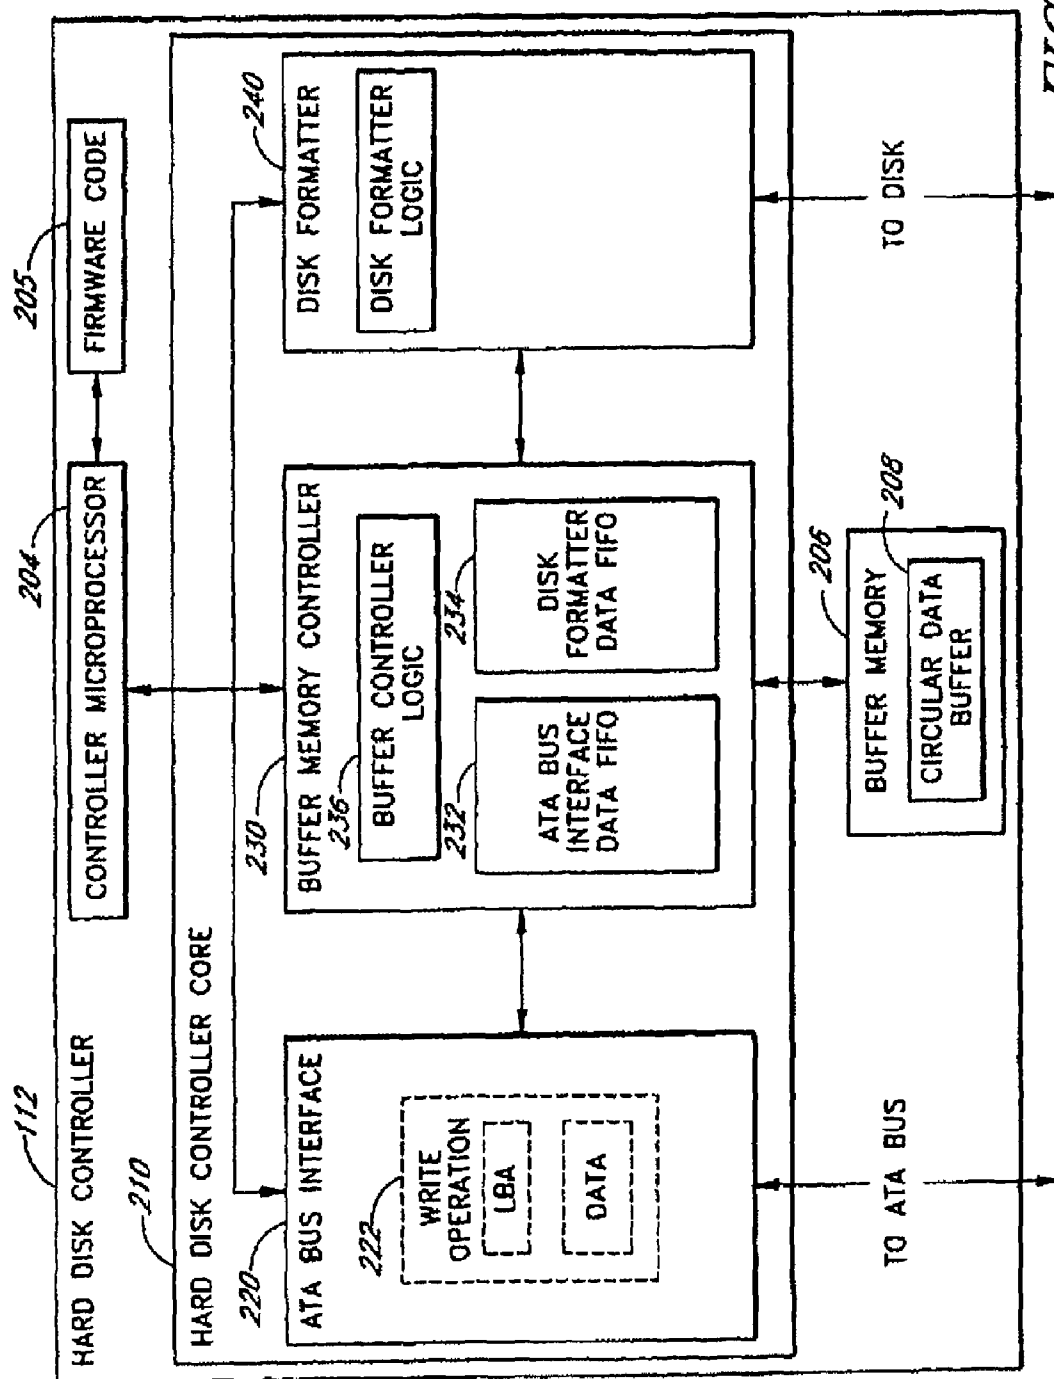 112
HARD DISK CONTROLLER
204
CONTROLLER MICROPROCESSOR
205
FIRMWARE CODE
210
HARD DISK CONTROLLER CORE
220
ATA BUS INTERFACE
222
WRITE
OPERATION
LBA
DATA
230
BUFFER MEMORY CONTROLLER
236
BUFFER CONTROLLER
LOGIC
232
ATA BUS
INTERFACE
DATA FIFO
234
DISK
FORMATTER
DATA FIFO
240
DISK FORMATTER
DISK FORMATTER
LOGIC
206
BUFFER MEMORY
208
CIRCULAR DATA
BUFFER
TO ATA BUS
TO DISK